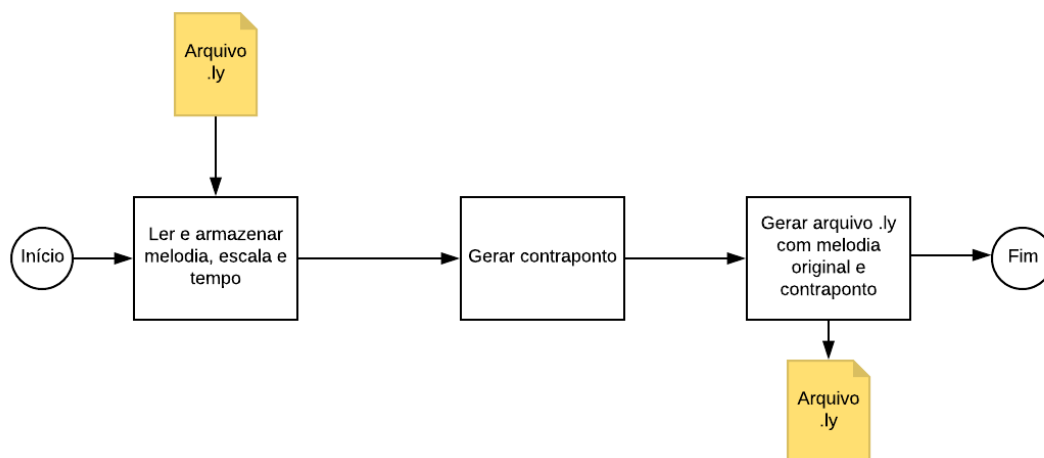 Arquivo
.ly
Início
Ler e armazenar
melodia, escala e
tempo
Gerar contraponto
Gerar arquivo .ly
com melodia
original e
contraponto
Fim
Arquivo
.ly